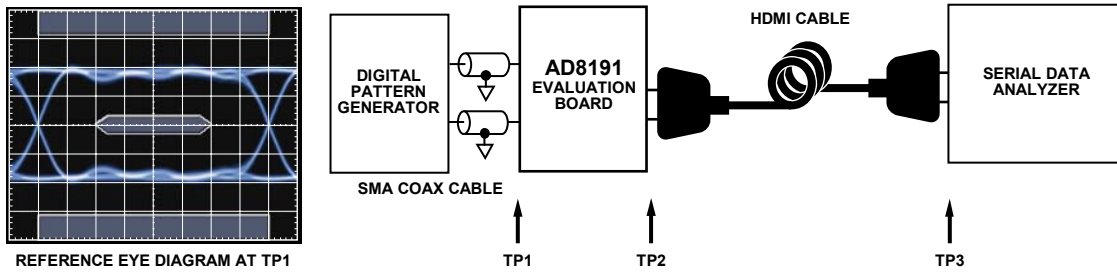 HDMI CABLE
DIGITAL
PATTERN
GENERATOR
AD8191
EVALUATION
BOARD
SERIAL DATA
ANALYZER
SMA COAX CABLE
REFERENCE EYE DIAGRAM AT TP1
TP1
TP2
TP3